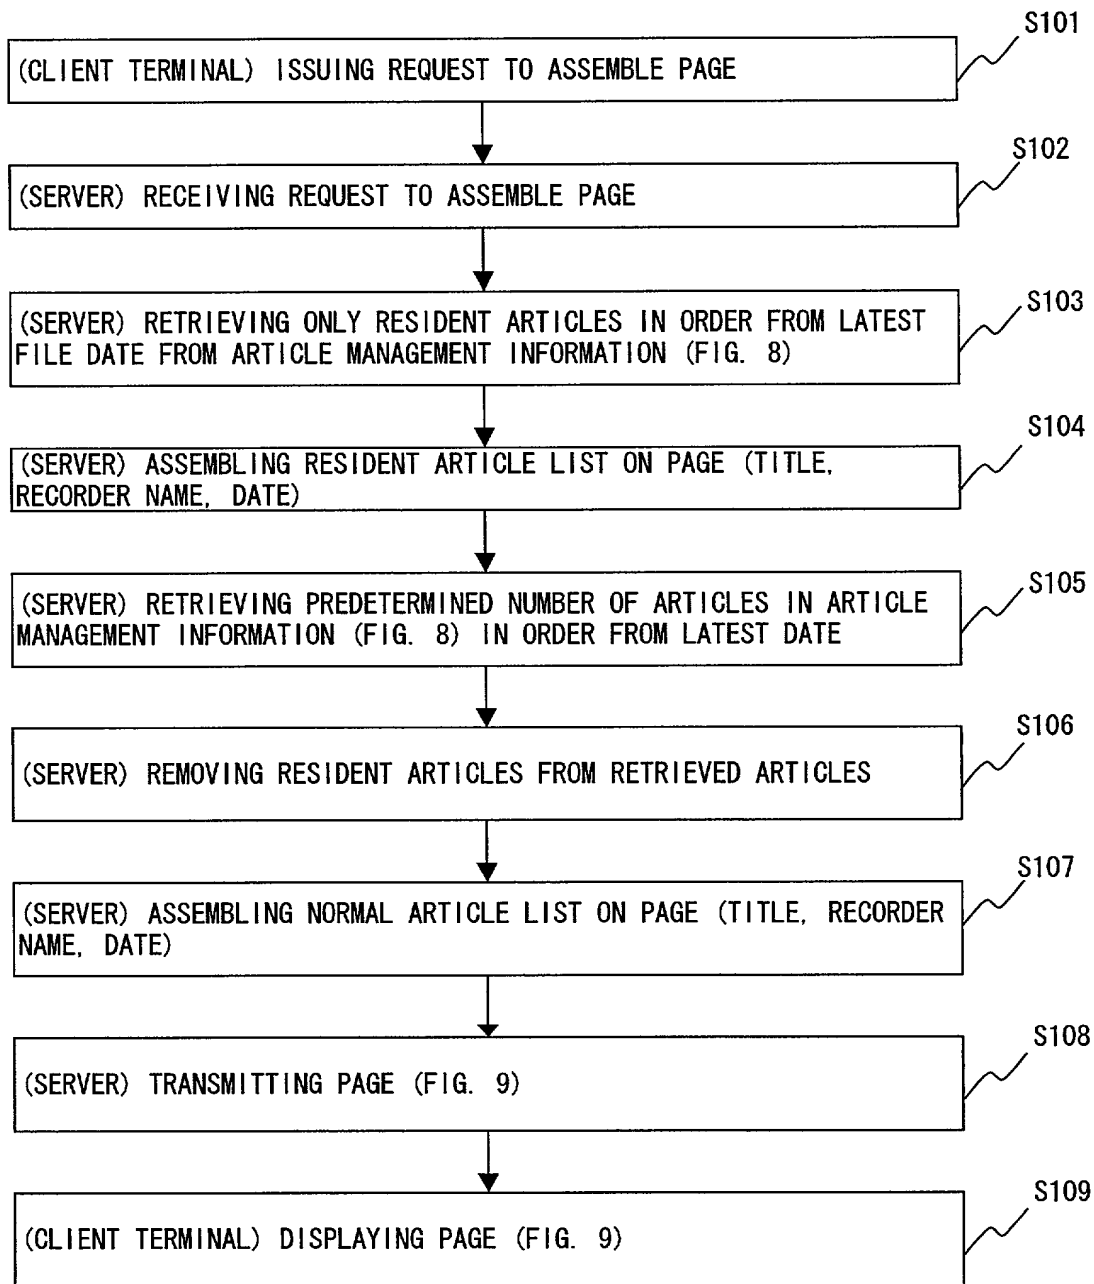 S101
(CLIENT TERMINAL) ISSUING REQUEST TO ASSEMBLE PAGE
S102
(SERVER) RECEIVING REQUEST TO ASSEMBLE PAGE
S103
(SERVER) RETRIEVING ONLY RESIDENT ARTICLES IN ORDER FROM LATEST
FILE DATE FROM ARTICLE MANAGEMENT INFORMATION (FIG. 8)
S104
(SERVER) ASSEMBLING RESIDENT ARTICLE LIST ON PAGE (TITLE,
RECORDER NAME, DATE)
S105
(SERVER) RETRIEVING PREDETERMINED NUMBER OF ARTICLES IN ARTICLE
MANAGEMENT INFORMATION (FIG. 8) IN ORDER FROM LATEST DATE
S106
(SERVER) REMOVING RESIDENT ARTICLES FROM RETRIEVED ARTICLES
S107
(SERVER) ASSEMBLING NORMAL ARTICLE LIST ON PAGE (TITLE, RECORDER
NAME, DATE)
S108
(SERVER) TRANSMITTING PAGE (FIG. 9)
S109
(CLIENT TERMINAL) DISPLAYING PAGE (FIG. 9)